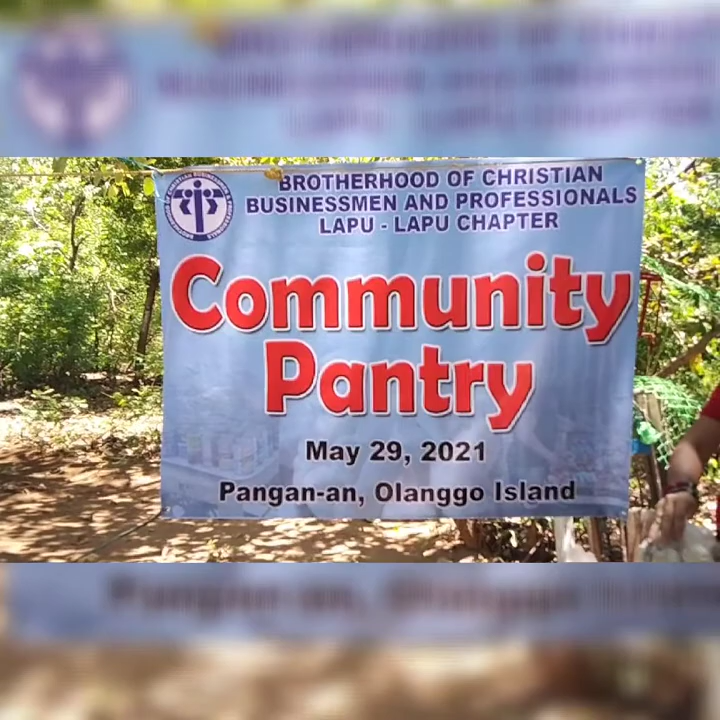 BROTHERHOOD OF CHRISTIAN
BUSINESSMEN AND PROFESSIONALS
LAPU - LAPU CHAPTER
Community
Pantry
May 29, 2021
Pangan-an, Olanggo Island